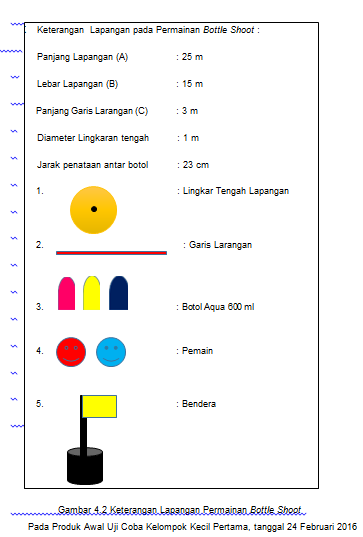 Keterangan Lapangan pada Permainan Bottle Shoot :
Panjang Lapangan (A) : 25 m
Lebar Lapangan (B) : 15 m
Panjang Garis Larangan (C) : 3 m
Diameter Lingkaran tengah : 1 m
Jarak penataan antar botol : 23 cm
1. : Lingkar Tengah Lapangan
2. : Garis Larangan
3. : Botol Aqua 600 ml
4. : Pemain
5. : Bendera
Gambar 4.2 Keterangan Lapangan Permainan Bottle Shoot
Pada Produk Awal Uji Coba Kelompok Kecil Pertama, tanggal 24 Februari 2016